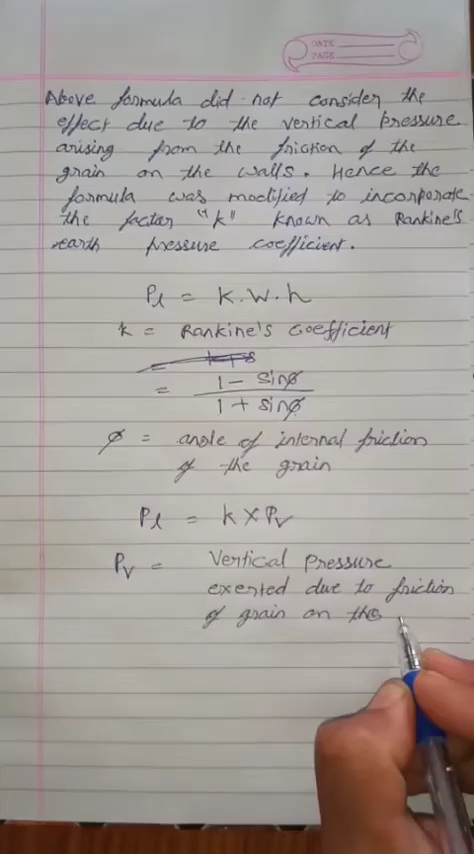 DATE
PAGE
Above formula did not consider the
effect due to the vertical pressure
arising from the friction of the
grain on the walls. Hence the
formula was modified to incorporate
the factor "k" known as Rankine's
earth pressure coefficient.
Pl = k.w.h
k = Rankine's Coefficient
= 1 - sinφ / 1 + sinφ
φ = angle of internal friction
of the grain
Pl = k x Pv
Pv = Vertical pressure
exerted due to friction
of grain on the